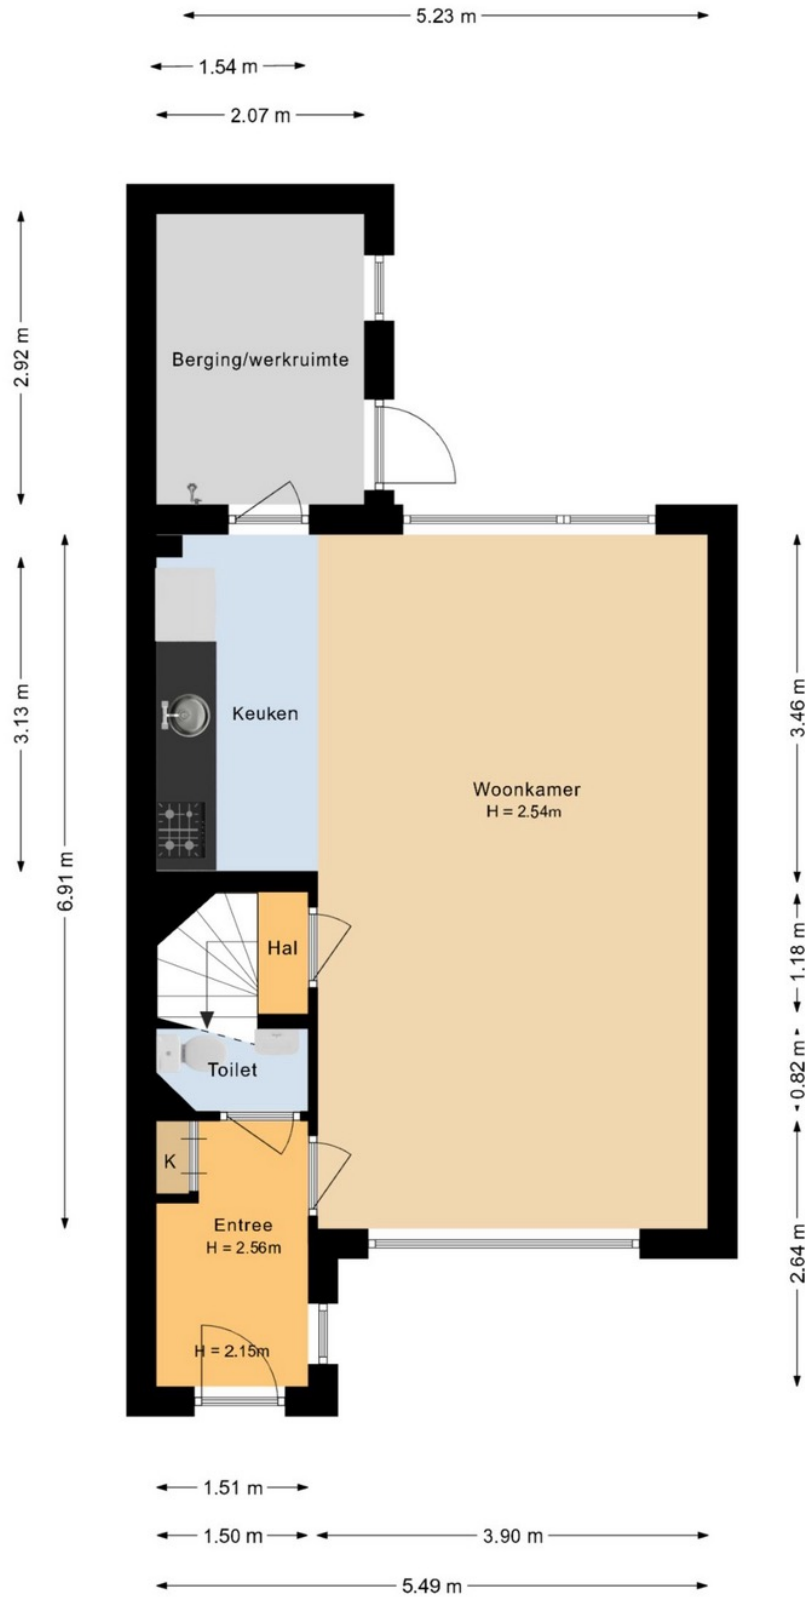 5.23 m
1.54 m
2.07 m
2.92 m
Berging/werkruimte
3.13 m
Keuken
3.46 m
Woonkamer
H = 2.54m
6.91 m
Hal
1.18 m
Toilet
0.82 m
K
Entree
H = 2.56m
2.64 m
H = 2.15m
1.51 m
1.50 m
3.90 m
5.49 m